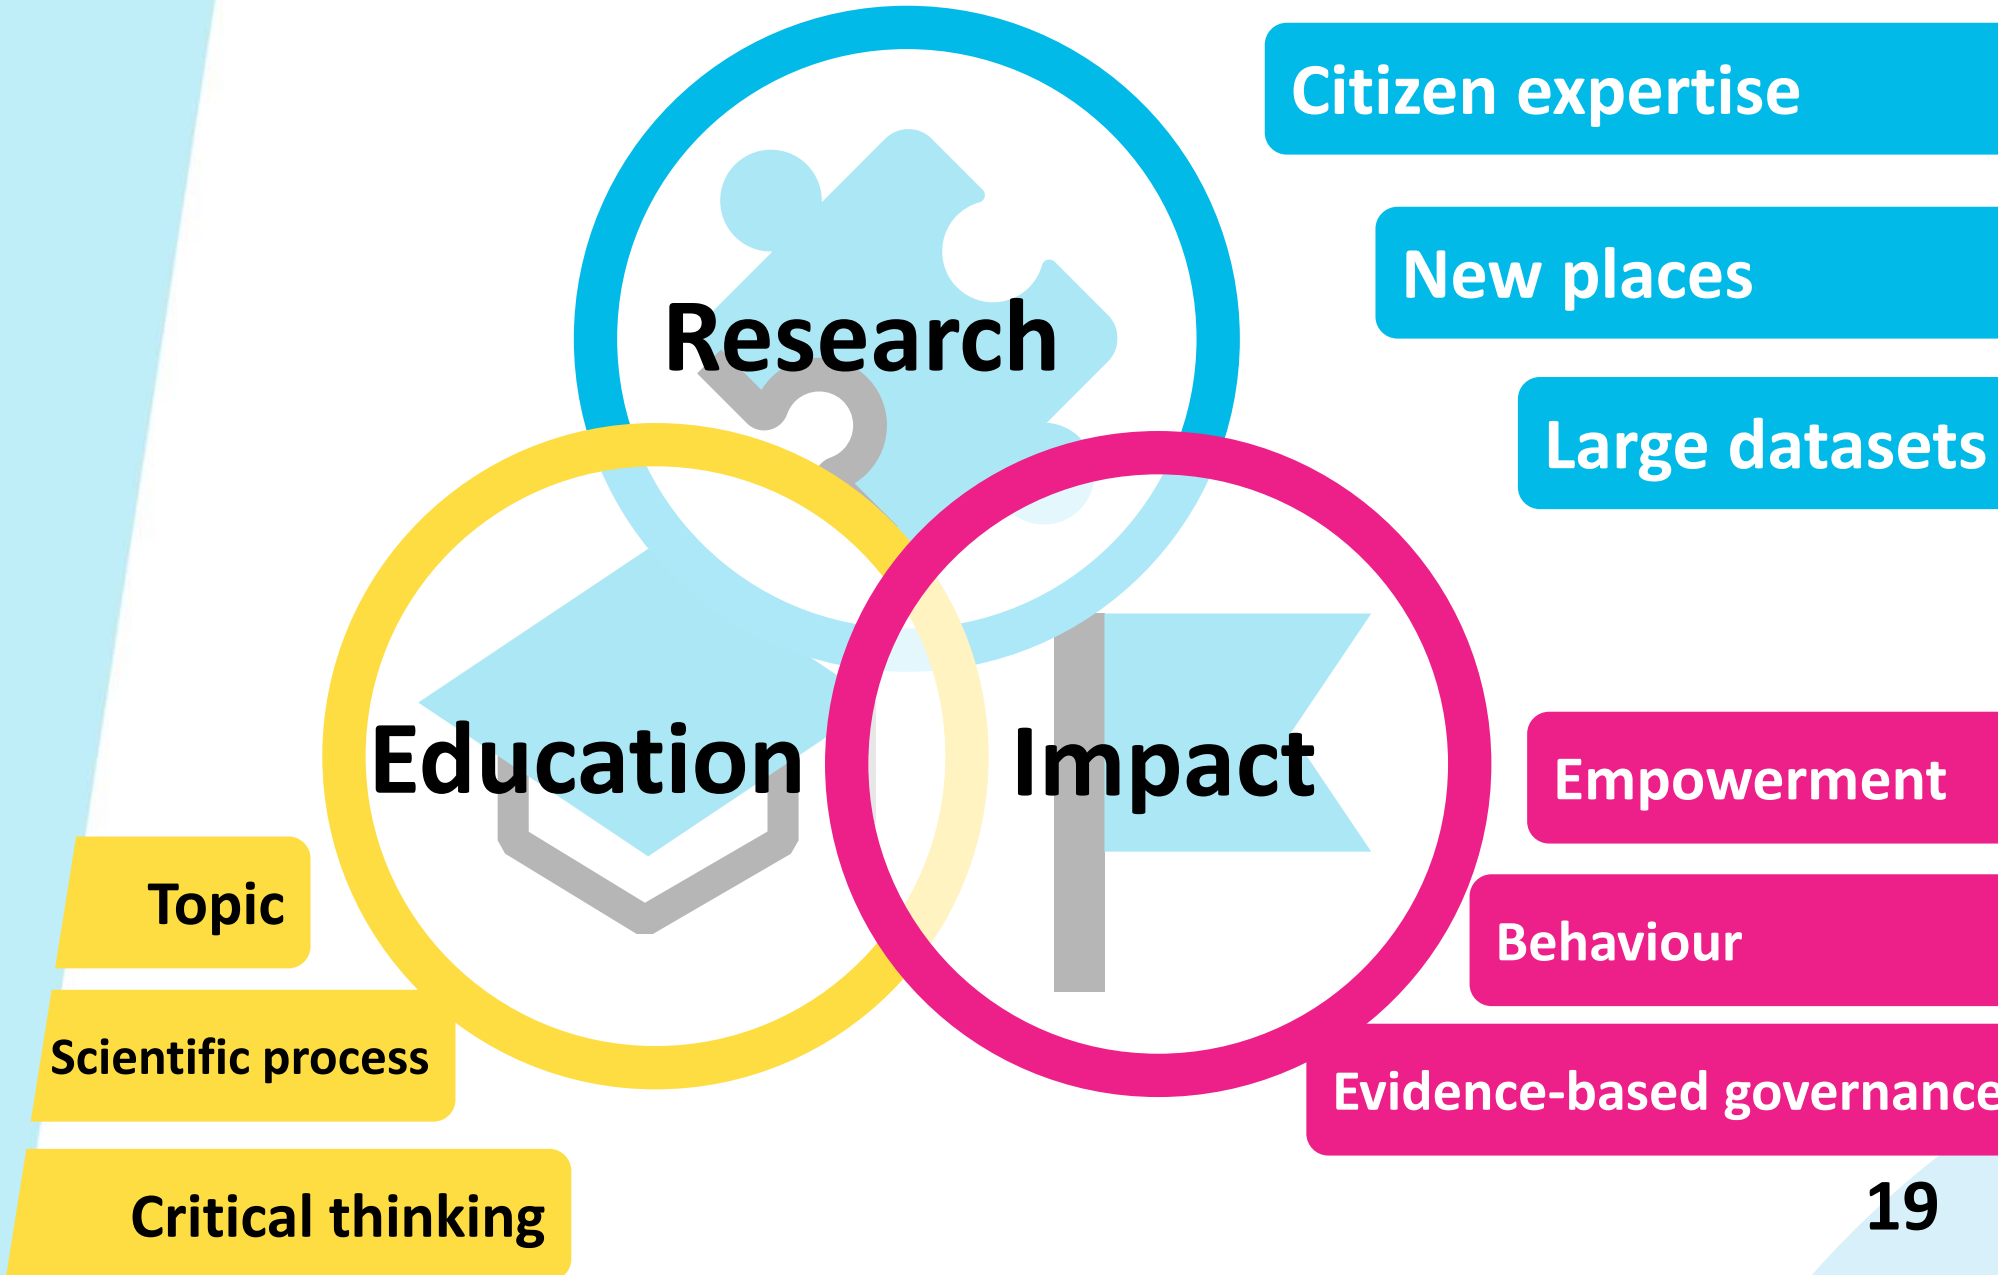 Citizen expertise
New places
Research
Large datasets
Education
Impact
Empowerment
Topic
Behaviour
Scientific process
Evidence-based governance
Critical thinking
19